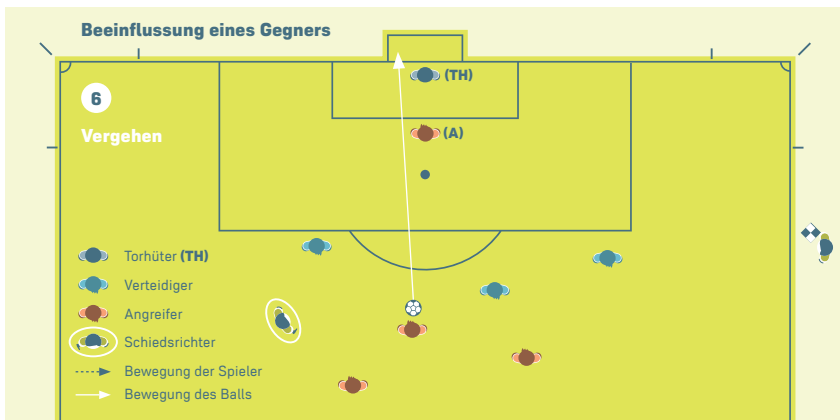 Beeinflussung eines Gegners
(TH)
6
Vergehen
(A)
Torhüter (TH)
Verteidiger
Angreifer
Schiedsrichter
Bewegung der Spieler
Bewegung des Balls